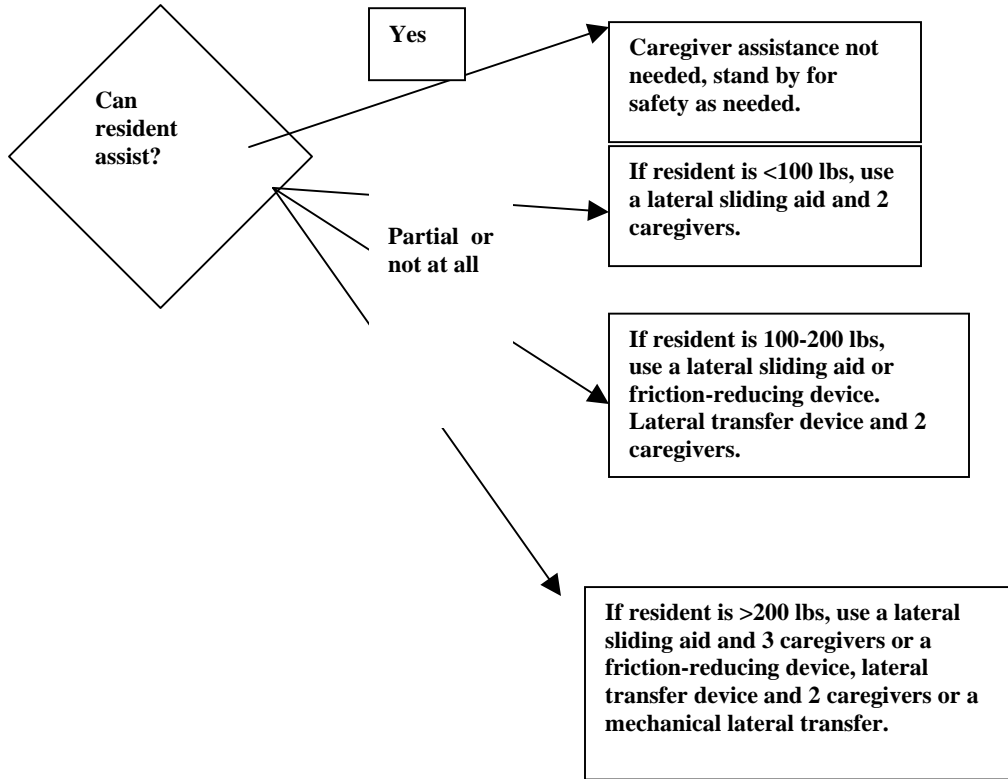 Yes
Can
resident
assist?
Caregiver assistance not
needed, stand by for
safety as needed.
If resident is <100 lbs, use
a lateral sliding aid and 2
caregivers.
Partial or
not at all
If resident is 100-200 lbs,
use a lateral sliding aid or
friction-reducing device.
Lateral transfer device and 2
caregivers.
If resident is >200 lbs, use a lateral
sliding aid and 3 caregivers or a
friction-reducing device, lateral
transfer device and 2 caregivers or a
mechanical lateral transfer.